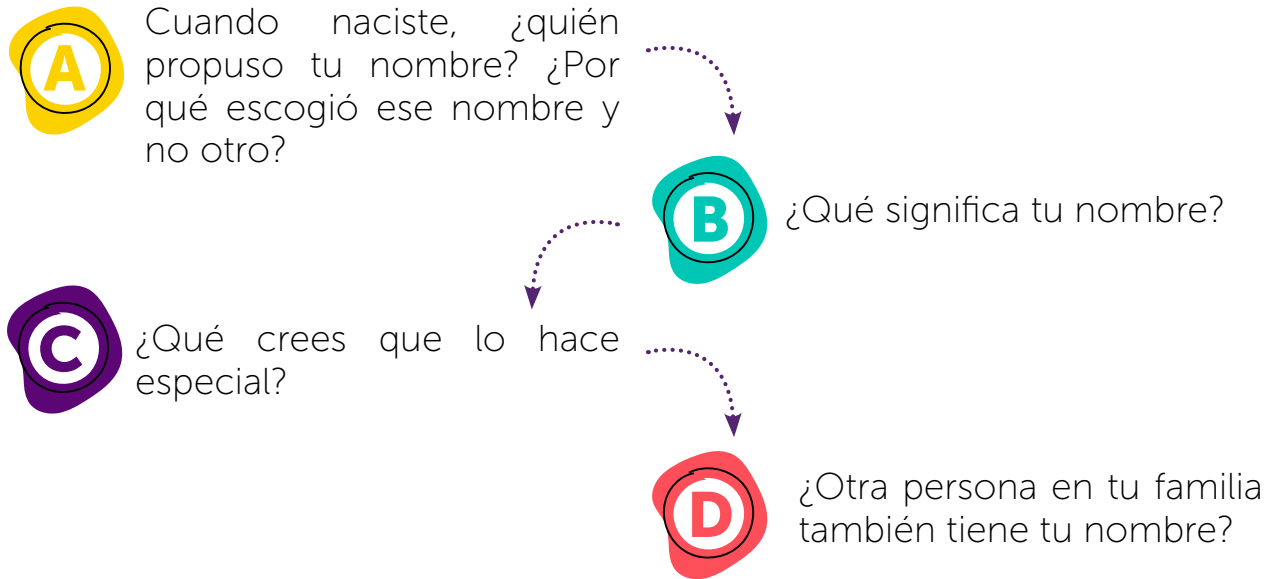 A
Cuando naciste, ¿quién
propuso tu nombre? ¿Por
qué escogió ese nombre y
no otro?
B
¿Qué significa tu nombre?
C
¿Qué crees que lo hace
especial?
D
¿Otra persona en tu familia
también tiene tu nombre?